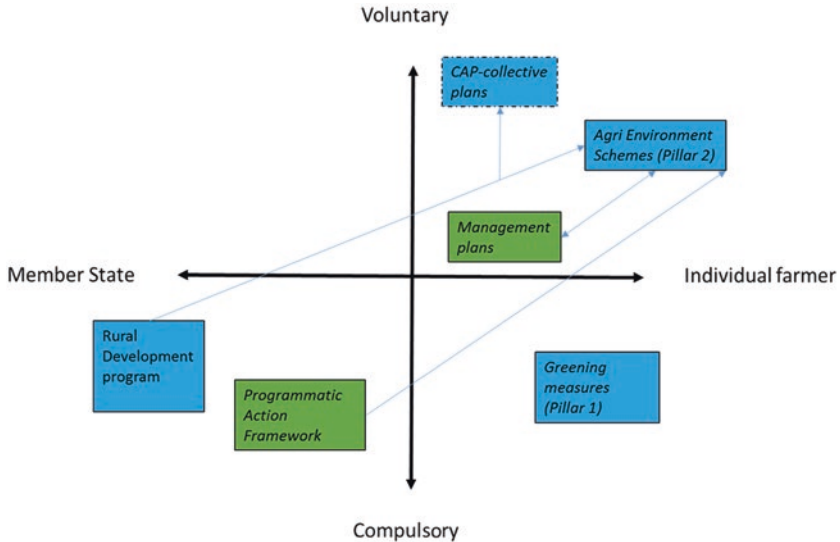 Voluntary
CAP-collective
plans
Agri Environment
Schemes (Pillar 2)
Management
plans
Member State
Individual farmer
Rural
Development
program
Programmatic
Action
Framework
Greening
measures
(Pillar 1)
Compulsory